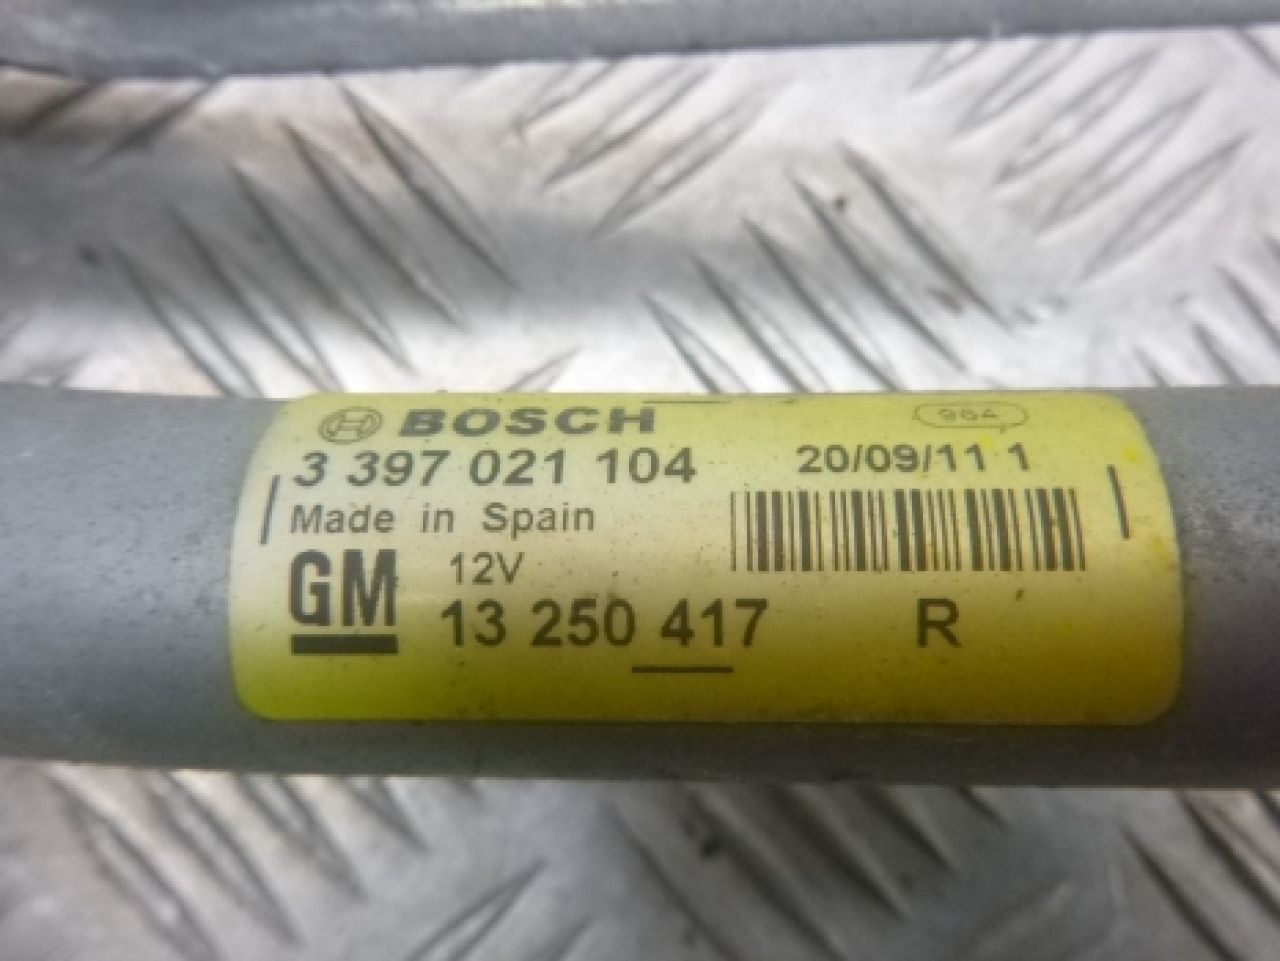 BOSCH
964
3 397 021 104
20/09/11 1
Made in Spain
12V
GM
13 250 417
R